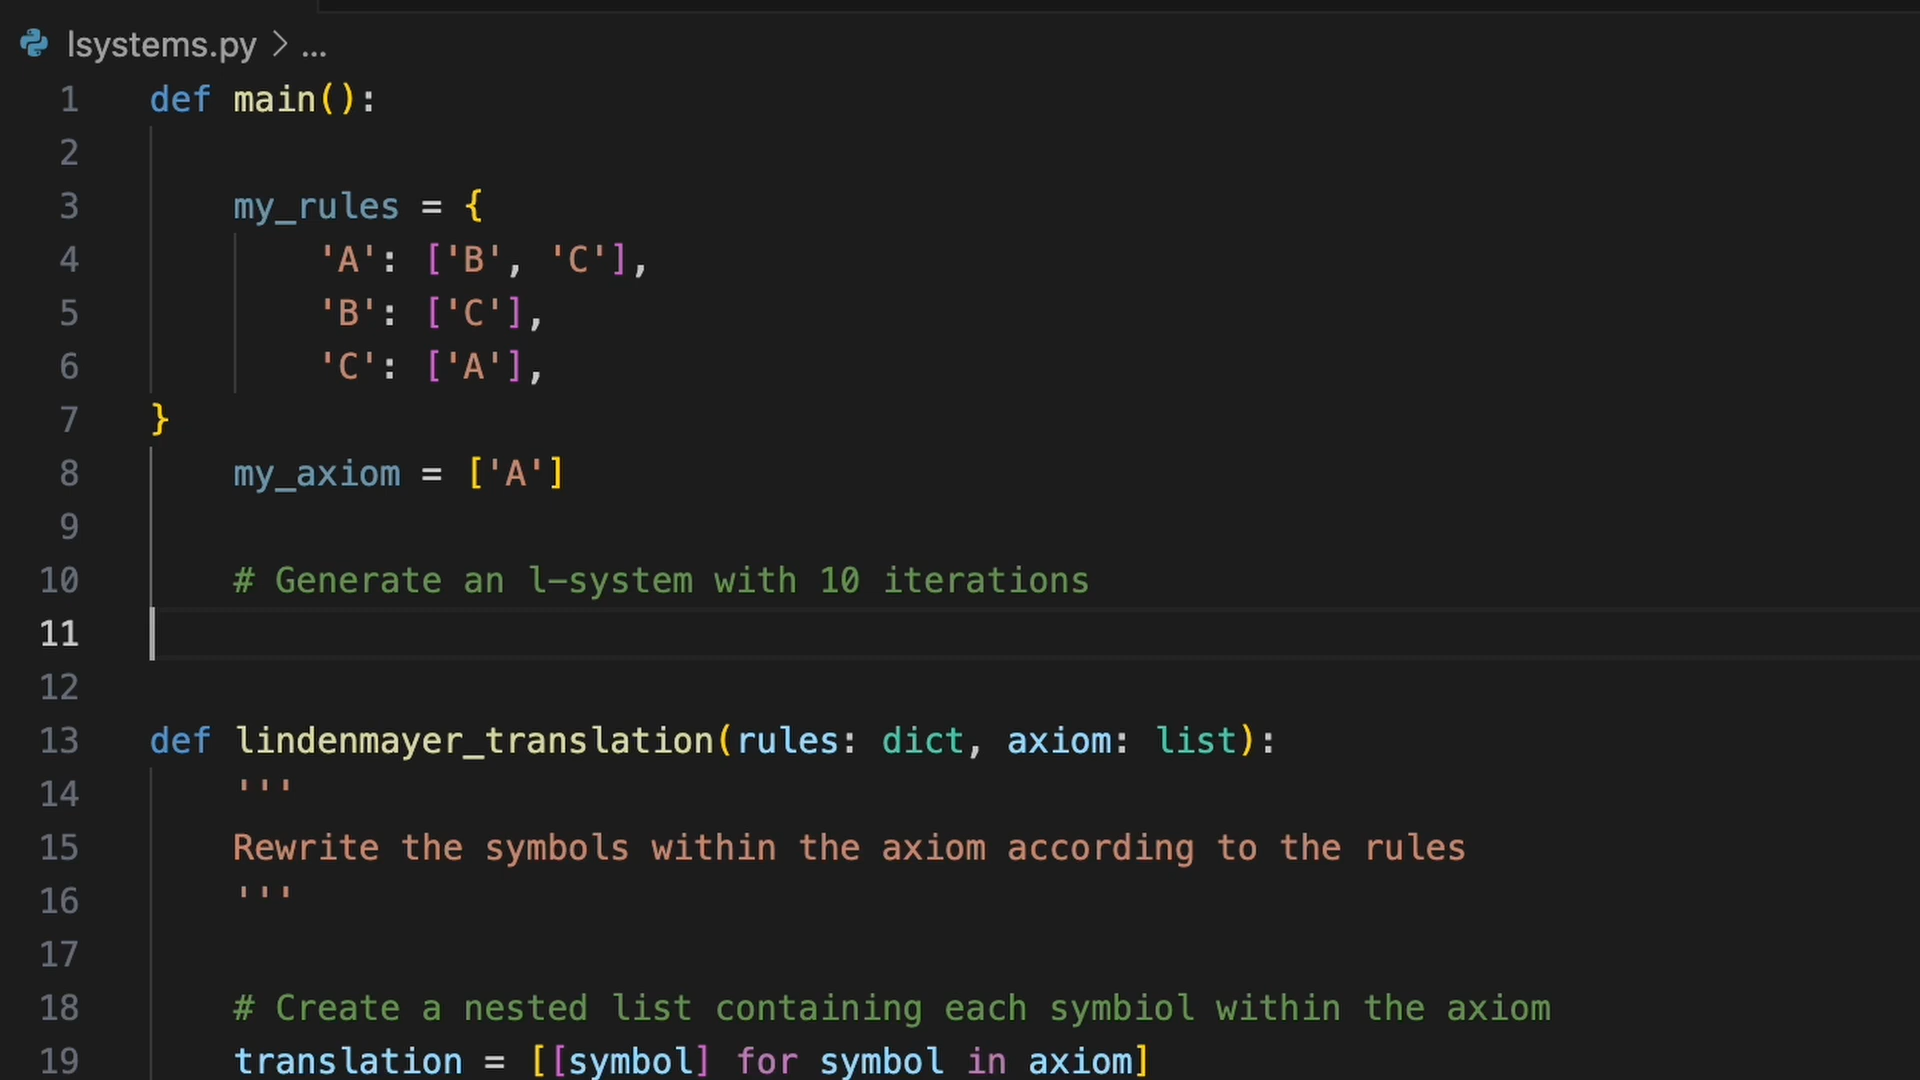 lsystems.py > ...
1 def main():
2
3 my_rules = {
4 'A': ['B', 'C'],
5 'B': ['C'],
6 'C': ['A'],
7 }
8 my_axiom = ['A']
9
10 # Generate an l-system with 10 iterations
11
12
13 def lindenmayer_translation(rules: dict, axiom: list):
14 '''
15 Rewrite the symbols within the axiom according to the rules
16 '''
17
18 # Create a nested list containing each symbiol within the axiom
19 translation = [[symbol] for symbol in axiom]